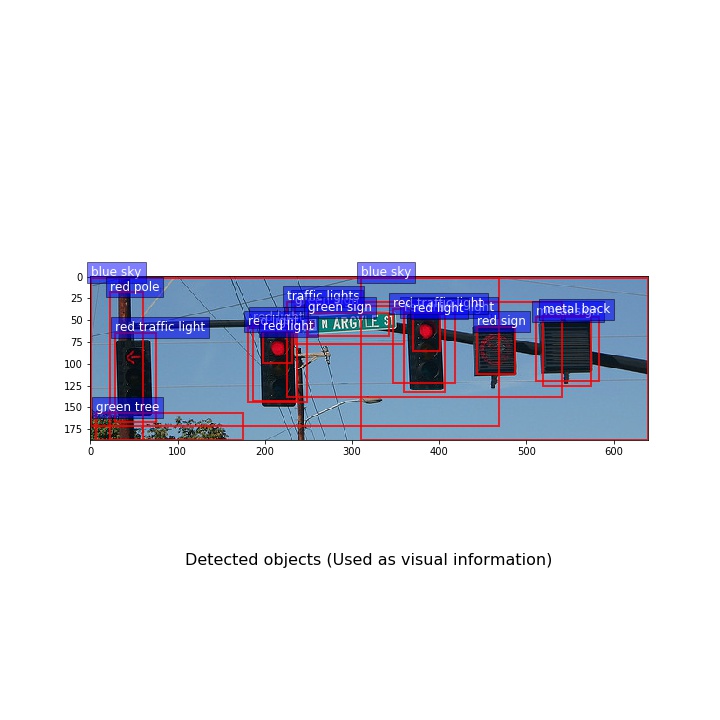 blue sky
blue sky
red pole
traffic lights
green sign
red light
metal back
red traffic light
red light
red sign
N ARGYLE S
green tree
0
25
50
75
100
125
150
175
0
100
200
300
400
500
600
Detected objects (Used as visual information)